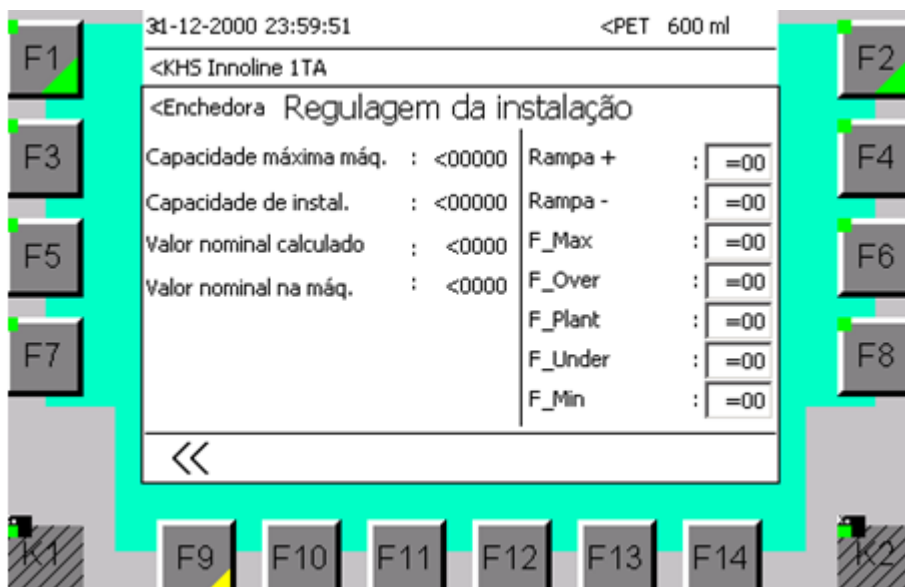 31-12-2000 23:59:51 <PET 600 ml
<KHS Innoline 1TA
<Enchedora Regulagem da instalação
Capacidade máxima máq. : <00000 Rampa + : =00
Capacidade de instal. : <00000 Rampa - : =00
Valor nominal calculado : <0000 F_Max : =00
Valor nominal na máq. : <0000 F_Over : =00
F_Plant : =00
F_Under : =00
F_Min : =00
<<
F1 F2
F3 F4
F5 F6
F7 F8
K1 F9 F10 F11 F12 F13 F14 K2